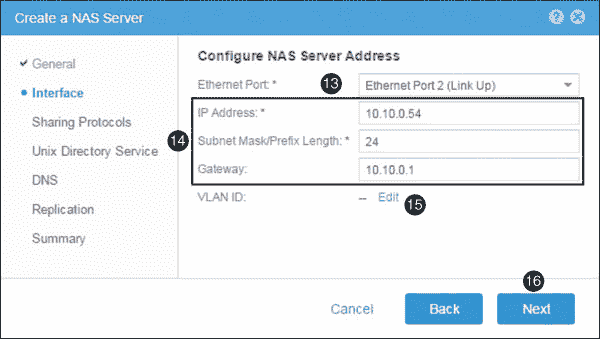 Create a NAS Server
General
Interface
Sharing Protocols
Unix Directory Service
DNS
Replication
Summary
Configure NAS Server Address
Ethernet Port: * 13 Ethernet Port 2 (Link Up)
IP Address: * 10.10.0.54
14 Subnet Mask/Prefix Length: * 24
Gateway: 10.10.0.1
VLAN ID: -- Edit 15
16
Cancel Back Next